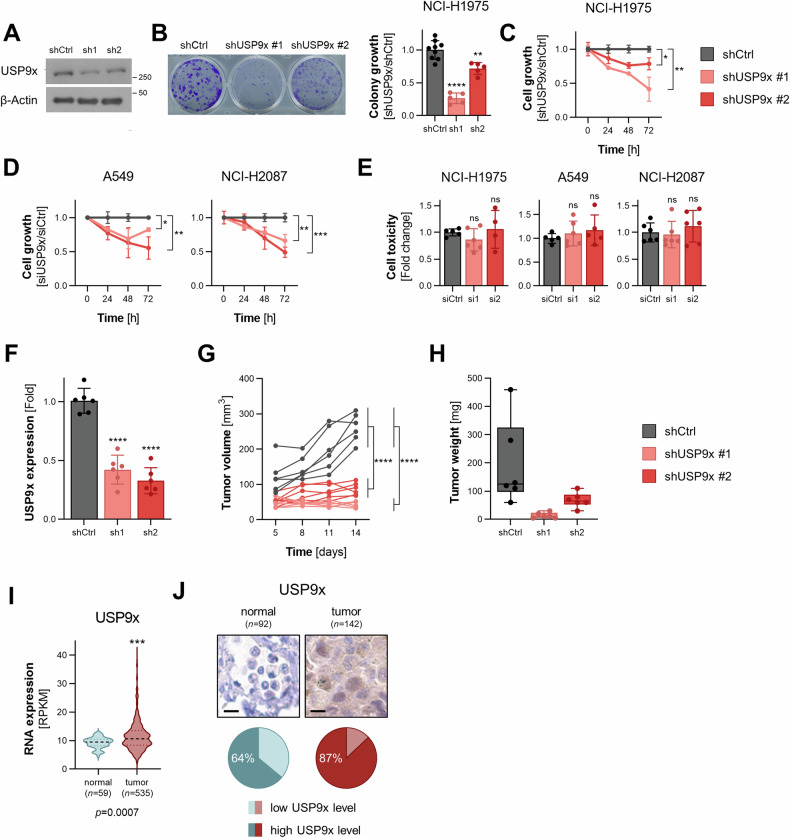 A
shCtrl sh1 sh2
USP9x
β-Actin
250
50
B
shCtrl shUSP9x #1 shUSP9x #2
NCI-H1975
Colony growth
[shUSP9x/shCtrl]
1.5
1.0
0.5
0.0
****
**
shCtrl sh1 sh2
C
NCI-H1975
Cell growth
[shUSP9x/shCtrl]
1.0
0.5
0.0
0 24 48 72
Time [h]
*
**
shCtrl
shUSP9x #1
shUSP9x #2
D
A549
Cell growth
[siUSP9x/siCtrl]
1.0
0.5
0.0
0 24 48 72
Time [h]
*
**
NCI-H2087
1.0
0.5
0.0
0 24 48 72
Time [h]
**
***
E
NCI-H1975
Cell toxicity
[Fold change]
1.5
1.0
0.5
0.0
ns
ns
siCtrl si1 si2
A549
2.0
1.5
1.0
0.5
0.0
ns
ns
siCtrl si1 si2
NCI-H2087
1.5
1.0
0.5
0.0
ns
ns
siCtrl si1 si2
F
USP9x expression [Fold]
1.0
0.5
0.0
****
****
shCtrl sh1 sh2
G
Tumor volume [mm3]
400
300
200
100
0
5 8 11 14
Time [days]
****
****
H
Tumor weight [mg]
500
400
300
200
100
0
shCtrl sh1 sh2
shCtrl
shUSP9x #1
shUSP9x #2
I
USP9x
RNA expression
[RPKM]
40
30
20
10
0
***
normal tumor
(n=59) (n=535)
p=0.0007
J
USP9x
normal tumor
(n=92) (n=142)
64%
87%
low USP9x level
high USP9x level